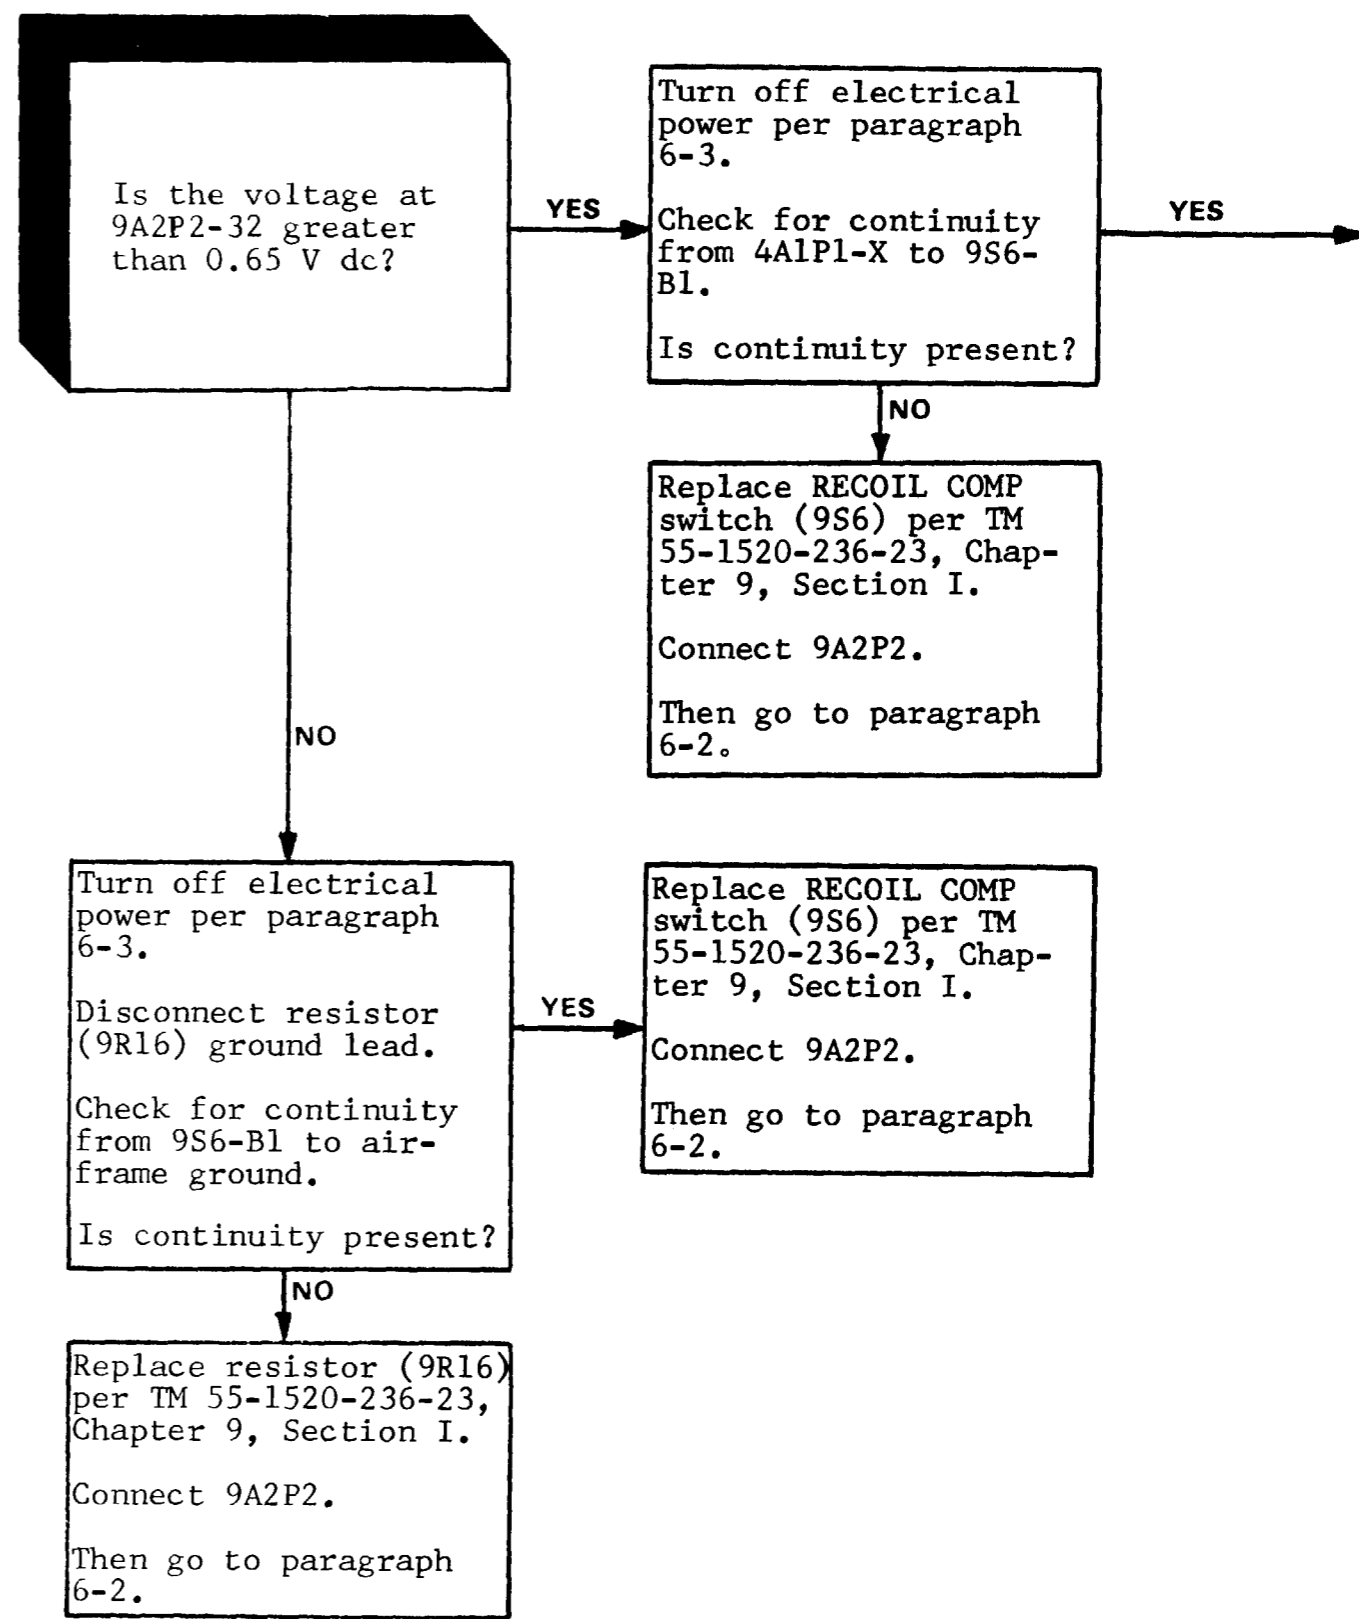 Is the voltage at
9A2P2-32 greater
than 0.65 V dc?
YES
Turn off electrical
power per paragraph
6-3.
Check for continuity
from 4A1P1-X to 9S6-
B1.
Is continuity present?
YES
NO
Replace RECOIL COMP
switch (9S6) per TM
55-1520-236-23, Chap-
ter 9, Section I.
Connect 9A2P2.
Then go to paragraph
6-2.
NO
Turn off electrical
power per paragraph
6-3.
Disconnect resistor
(9R16) ground lead.
Check for continuity
from 9S6-B1 to air-
frame ground.
Is continuity present?
YES
Replace RECOIL COMP
switch (9S6) per TM
55-1520-236-23, Chap-
ter 9, Section I.
Connect 9A2P2.
Then go to paragraph
6-2.
NO
Replace resistor (9R16)
per TM 55-1520-236-23,
Chapter 9, Section I.
Connect 9A2P2.
Then go to paragraph
6-2.